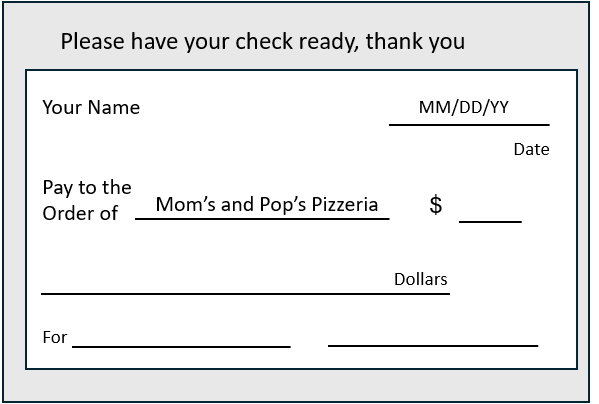 Please have your check ready, thank you
Your Name
MM/DD/YY
Date
Pay to the
Order of Mom’s and Pop’s Pizzeria $
Dollars
For